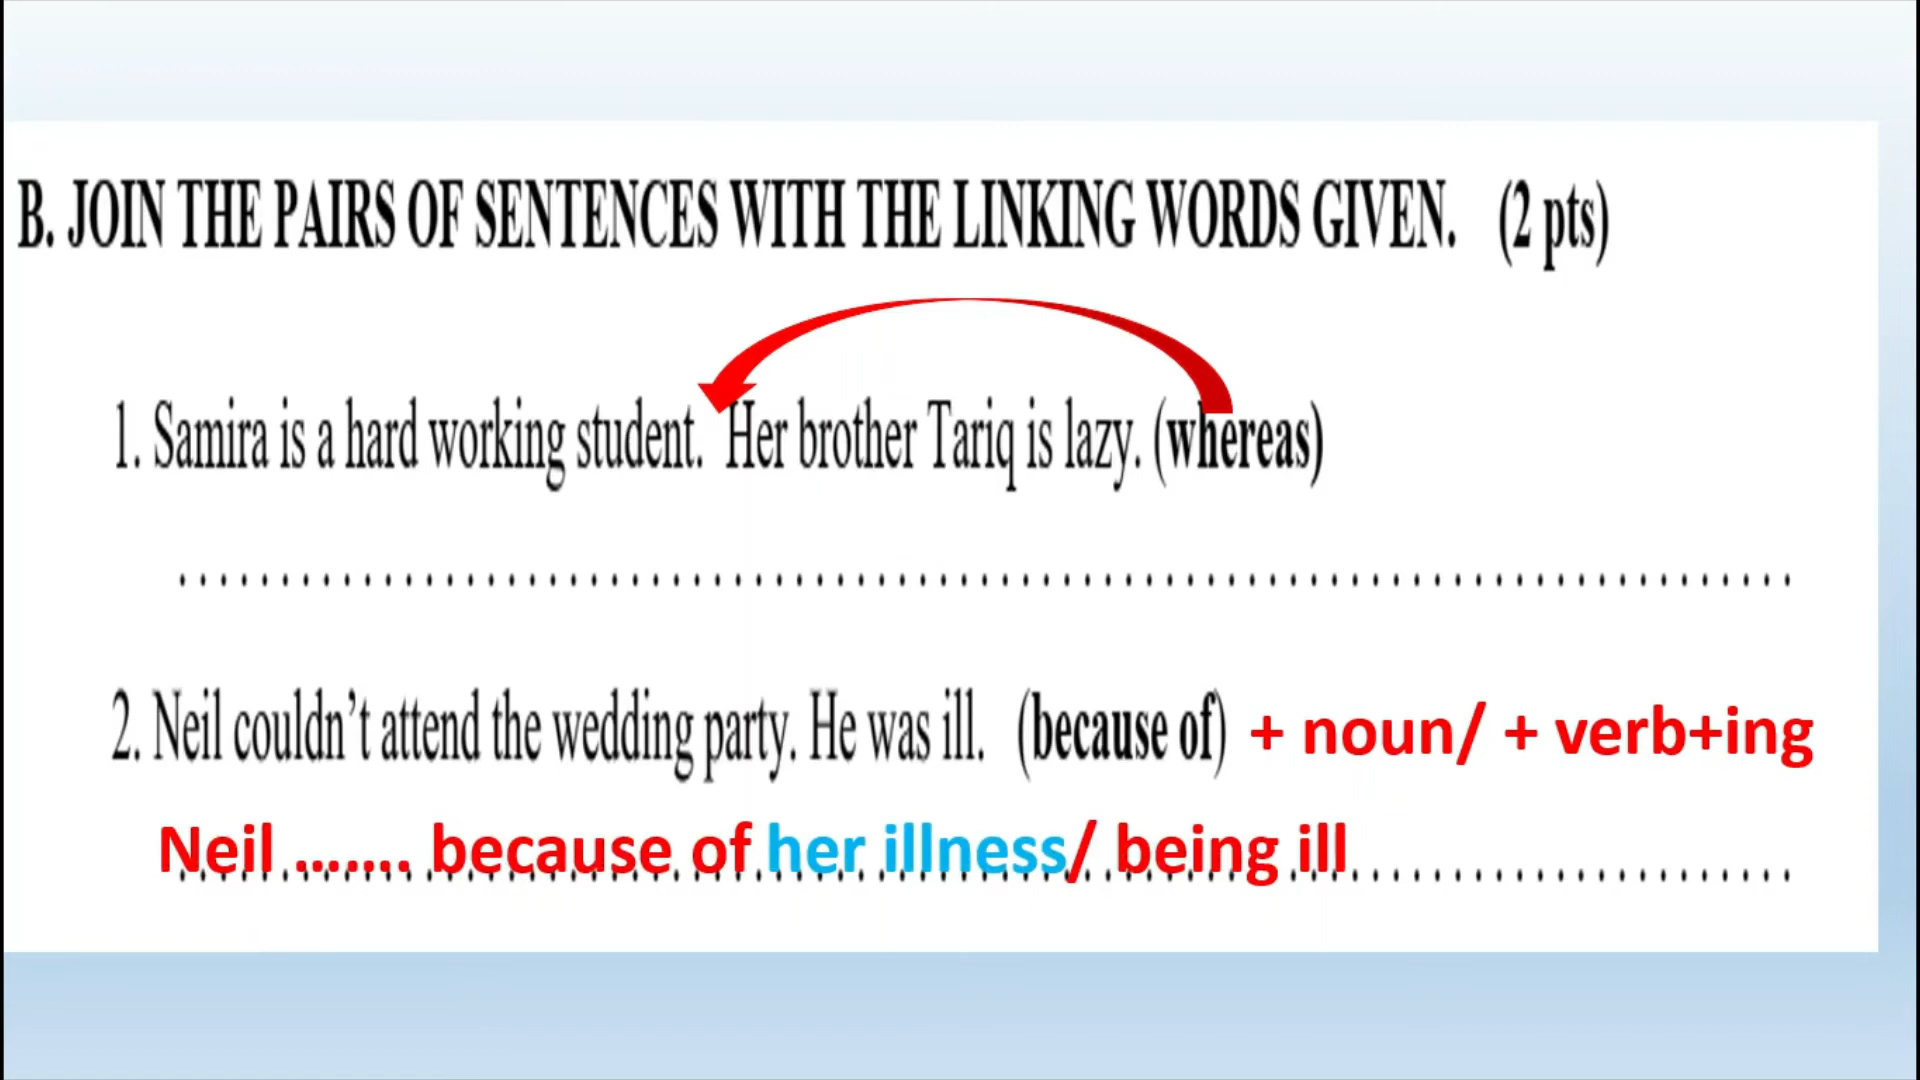 B. JOIN THE PAIRS OF SENTENCES WITH THE LINKING WORDS GIVEN. (2 pts)
1. Samira is a hard working student. Her brother Tariq is lazy. (whereas)
................................................................................
2. Neil couldn’t attend the wedding party. He was ill. (because of) + noun/ + verb+ing
Neil ……. because of her illness/ being ill ......................